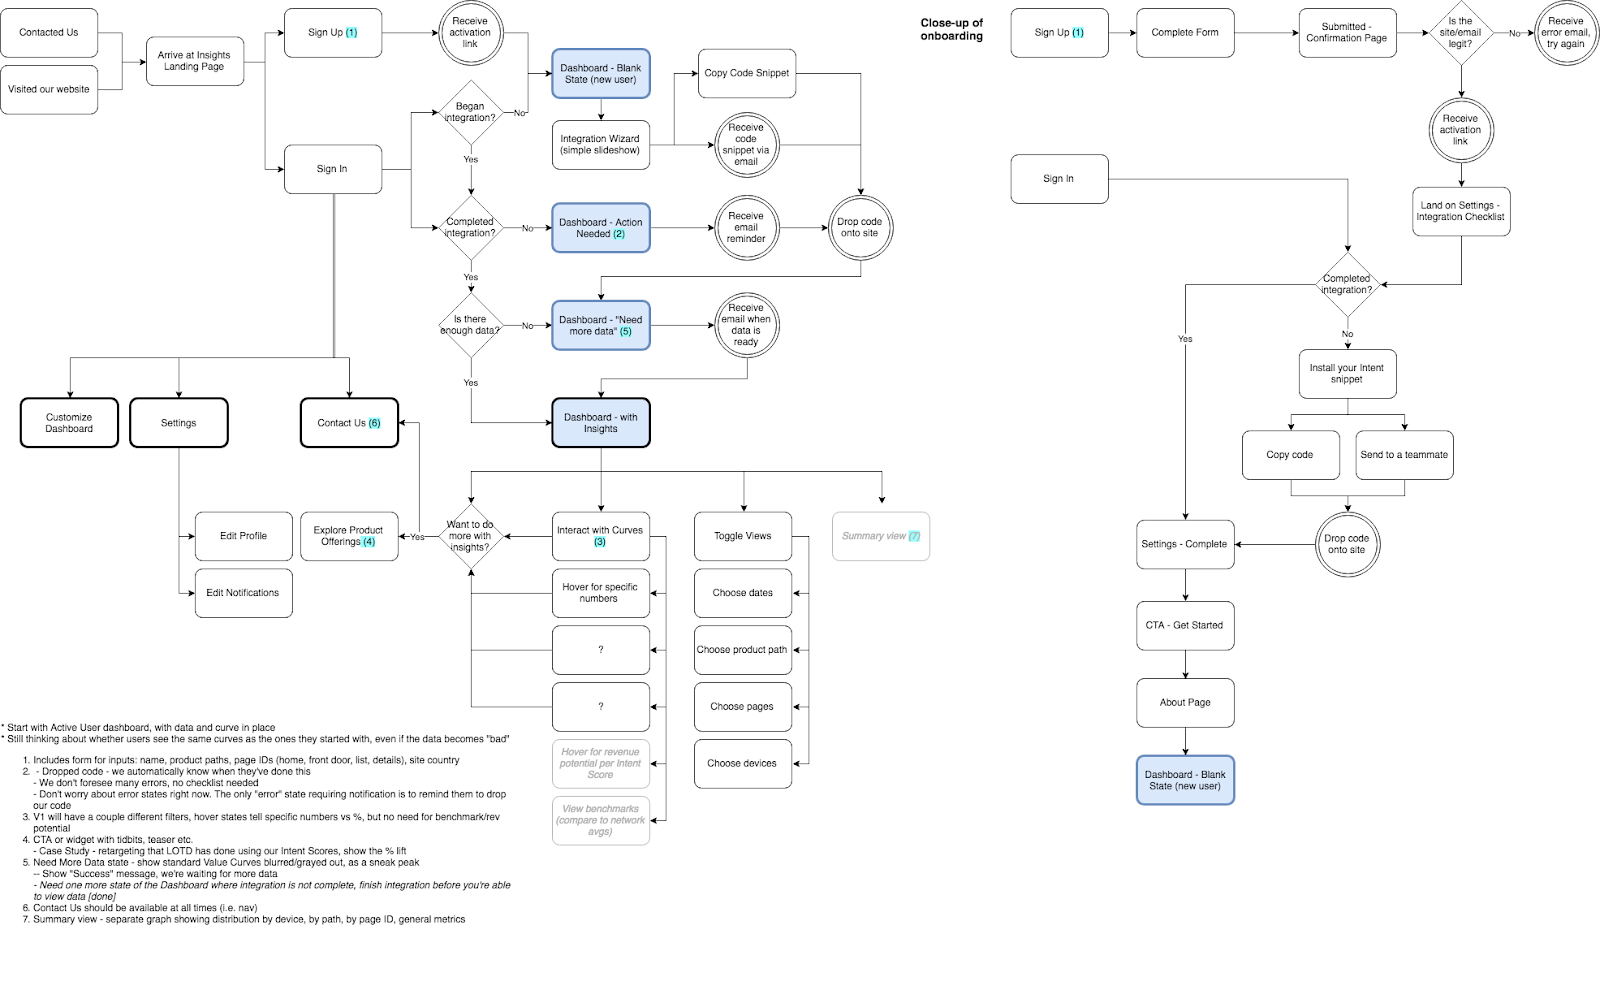 Contacted Us
Visited our website
Arrive at Insights
Landing Page
Sign Up (1)
Receive
activation
link
Sign In
Began
integration?
No
Yes
Completed
integration?
No
Yes
Is there
enough data?
No
Yes
Dashboard - Blank
State (new user)
Integration Wizard
(simple slideshow)
Copy Code Snippet
Receive
code
snippet via
email
Dashboard - Action
Needed (2)
Receive
email
reminder
Drop code
onto site
Dashboard - "Need
more data" (5)
Receive
email when
data is
ready
Dashboard - with
Insights
Customize
Dashboard
Settings
Contact Us (6)
Edit Profile
Edit Notifications
Explore Product
Offerings (4)
Yes
Want to do
more with
insights?
Interact with Curves
(3)
Hover for specific
numbers
?
?
Hover for revenue
potential per Intent
Score
View benchmarks
(compare to network
avgs)
Toggle Views
Choose dates
Choose product path
Choose pages
Choose devices
Summary view (7)
* Start with Active User dashboard, with data and curve in place
* Still thinking about whether users see the same curves as the ones they started with, even if the data becomes "bad"
1. Includes form for inputs: name, product paths, page IDs (home, front door, list, details), site country
2. - Dropped code - we automatically know when they've done this
- We don't foresee many errors, no checklist needed
- Don't worry about error states right now. The only "error" state requiring notification is to remind them to drop
our code
3. V1 will have a couple different filters, hover states tell specific numbers vs %, but no need for benchmark/rev
potential
4. CTA or widget with tidbits, teaser etc.
- Case Study - retargeting that LOTD has done using our Intent Scores, show the % lift
5. Need More Data state - show standard Value Curves blurred/grayed out, as a sneak peak
-- Show "Success" message, we're waiting for more data
- Need one more state of the Dashboard where integration is not complete, finish integration before you're able
to view data [done]
6. Contact Us should be available at all times (i.e. nav)
7. Summary view - separate graph showing distribution by device, by path, by page ID, general metrics
Close-up of
onboarding
Sign Up (1)
Complete Form
Submitted -
Confirmation Page
Is the
site/email
legit?
No
Receive
error email,
try again
Receive
activation
link
Land on Settings -
Integration Checklist
Sign In
Completed
integration?
Yes
No
Install your Intent
snippet
Copy code
Send to a teammate
Drop code
onto site
Settings - Complete
CTA - Get Started
About Page
Dashboard - Blank
State (new user)